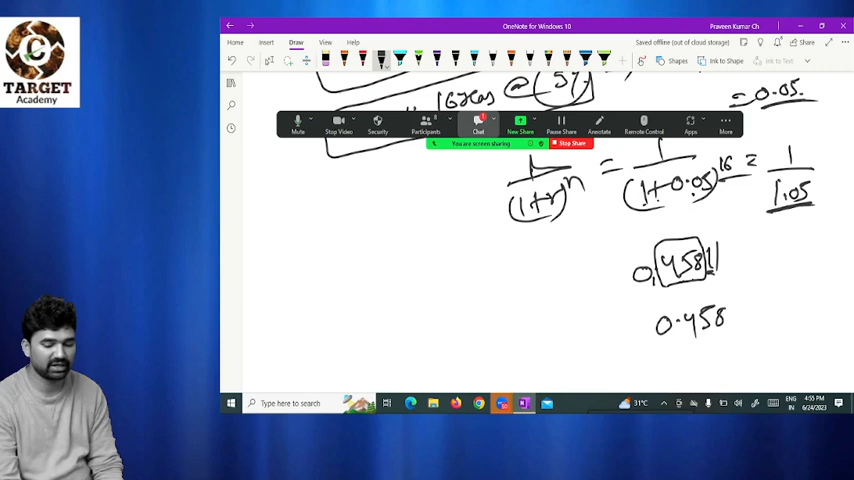 OneNote for Windows 10
Praveen Kumar Ch
Home Insert Draw View Help
Saved offline (out of cloud storage)
Share
Shapes Ink to Shape Ink to Text
TARGET
Academy
@ 5%
= 0.05.
Mute Stop Video Security Participants Chat New Share Pause Share Annotate Remote Control Apps More
1
You are screen sharing Stop Share
1/(1+r)^n = 1/(1+0.05)^16 = 1/1.05
0.45811
0.458
Type here to search
31°C
ENG
IN
4:55 PM
6/24/2023